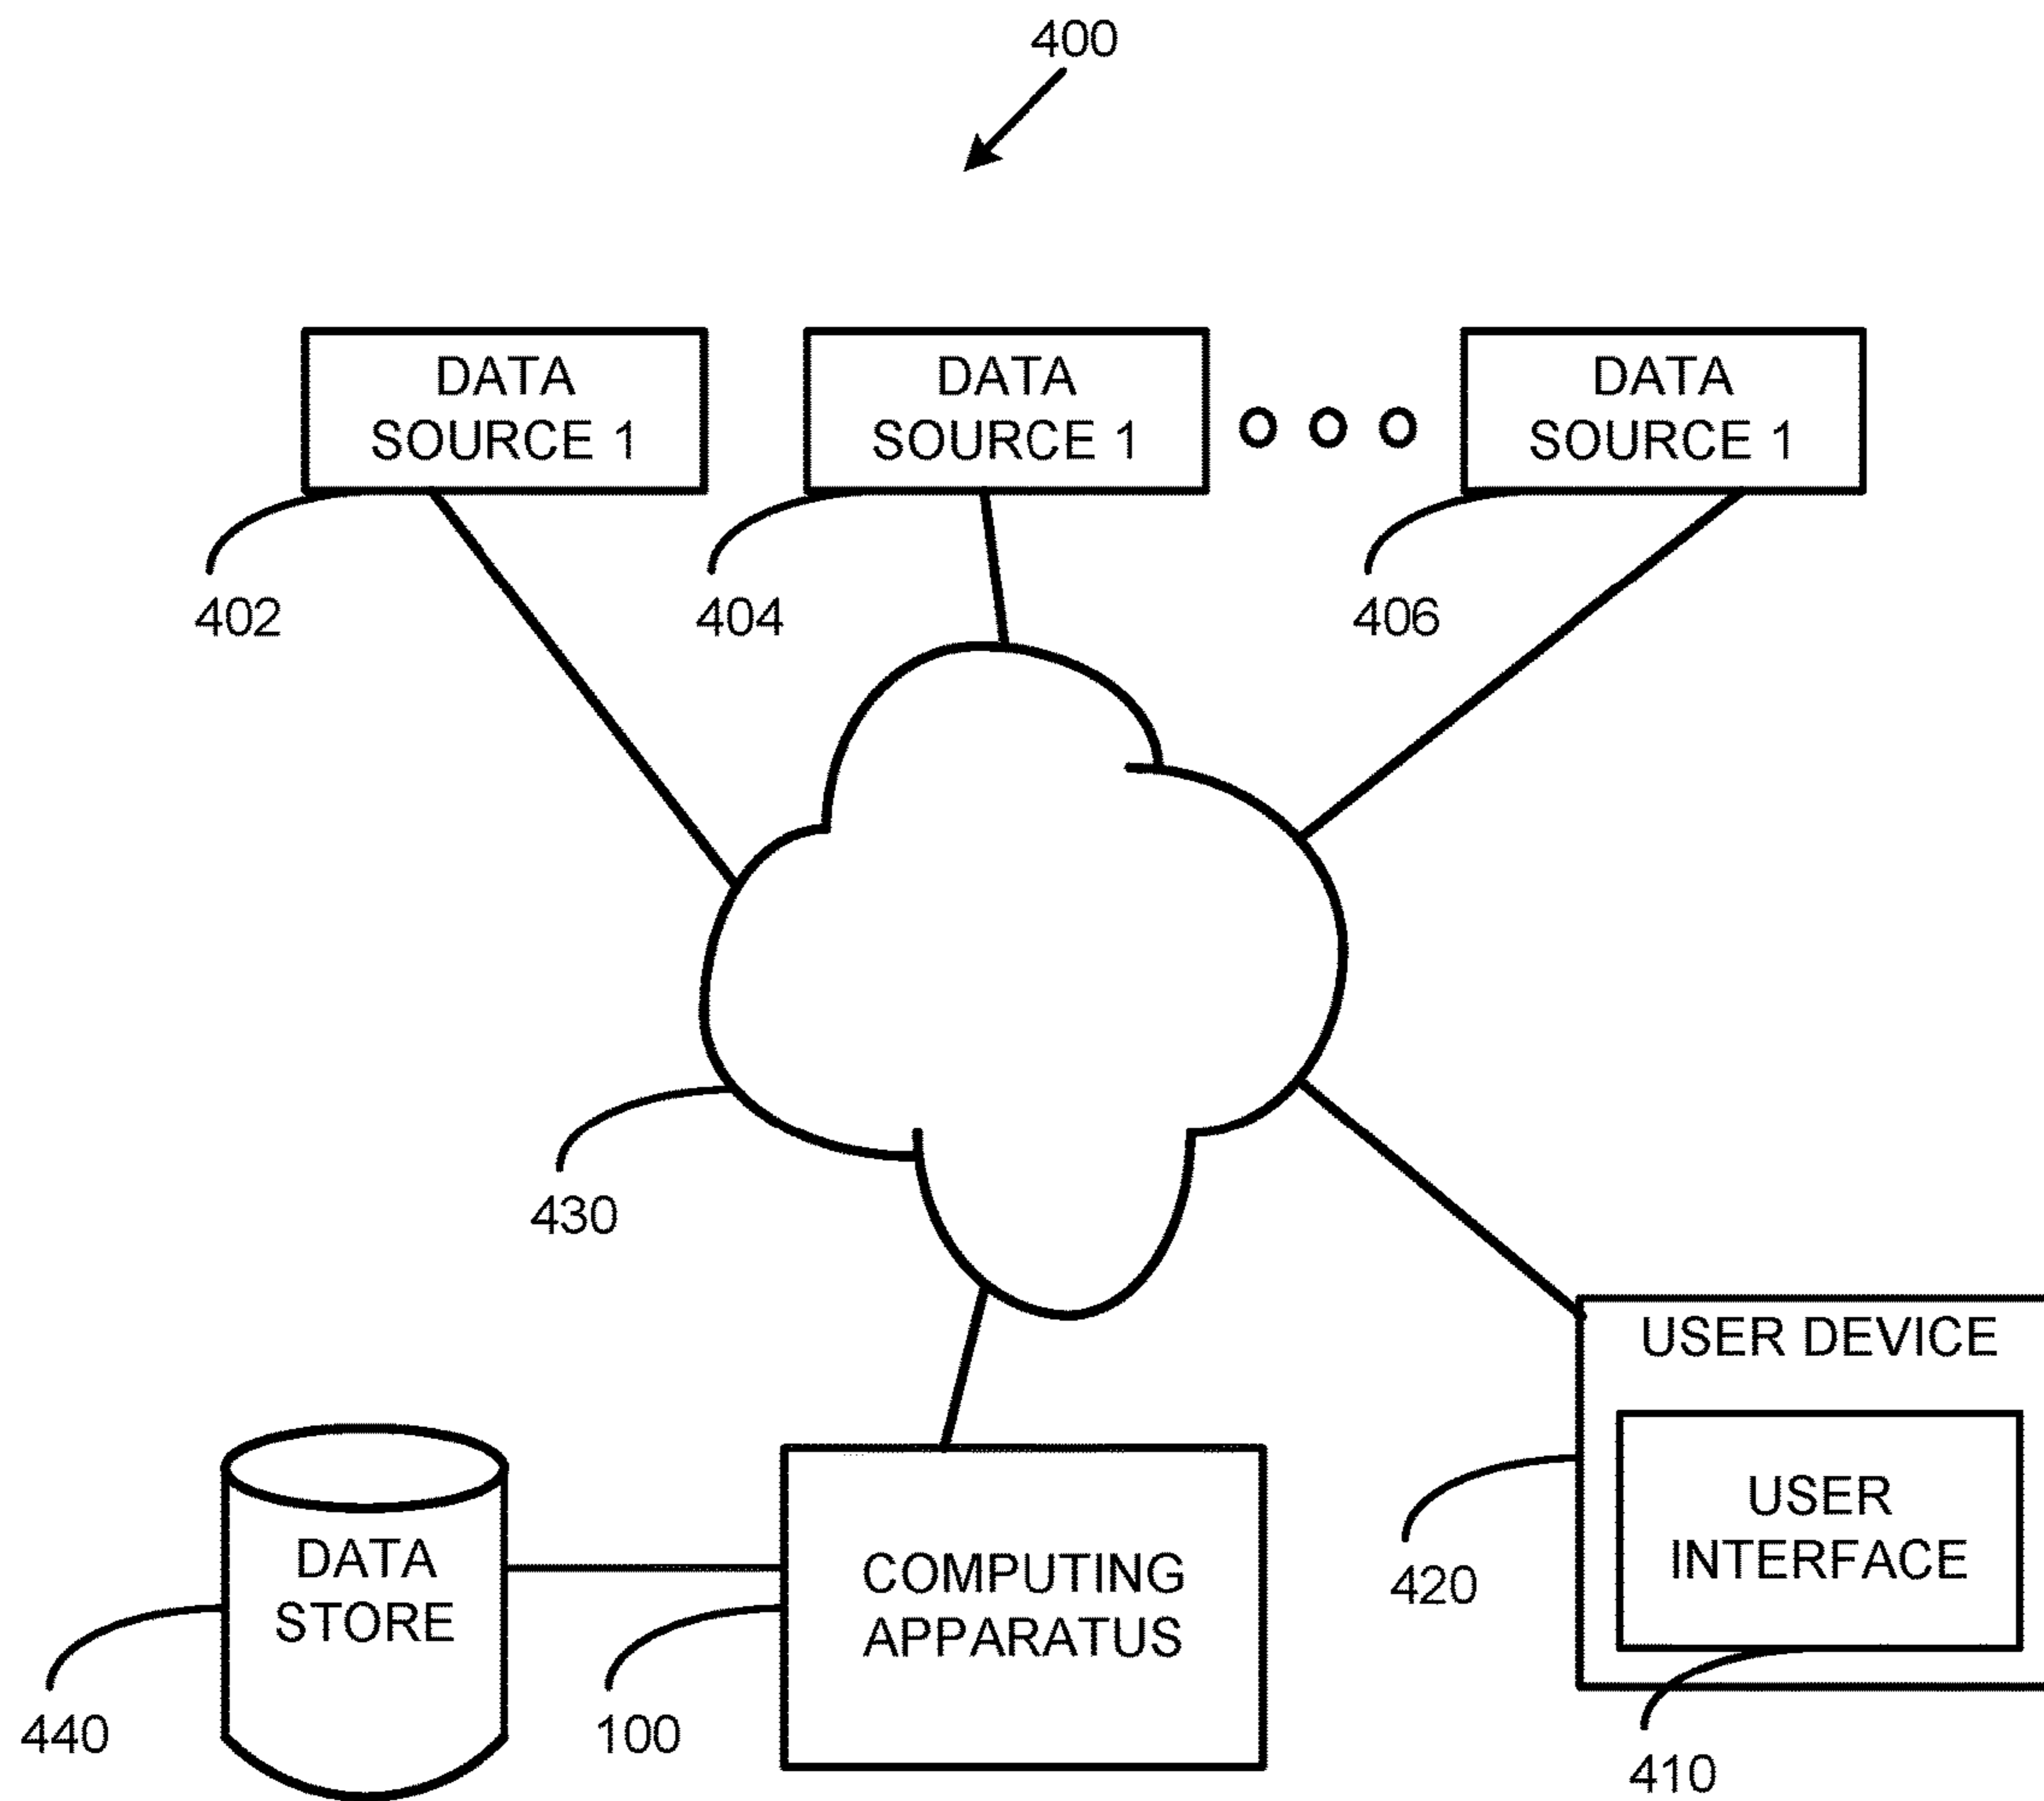 400
DATA
SOURCE 1
DATA
SOURCE 1
DATA
SOURCE 1
402
404
406
430
USER DEVICE
USER
INTERFACE
420
410
DATA
STORE
COMPUTING
APPARATUS
440
100